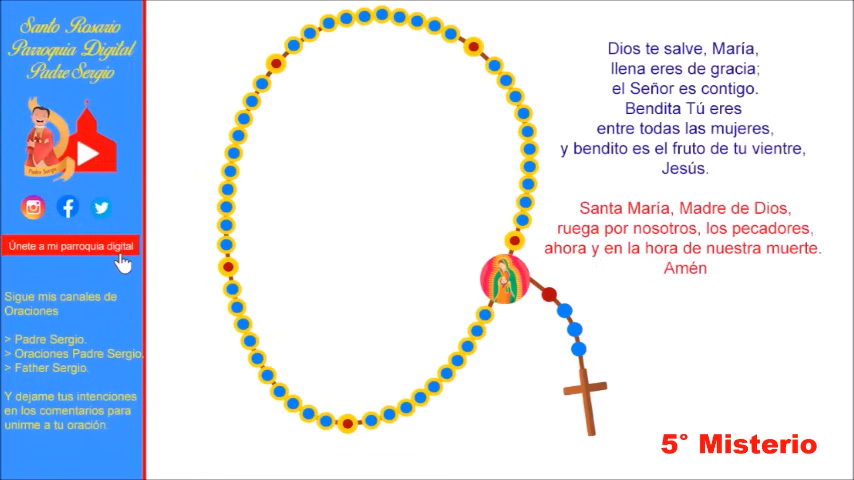 Santo Rosario
Parroquia Digital
Padre Sergio
Padre Sergio
Únete a mi parroquia digital
Sigue mis canales de
Oraciones
> Padre Sergio.
> Oraciones Padre Sergio.
> Father Sergio.
Y dejame tus intenciones
en los comentarios para
unirme a tu oración.
Dios te salve, María,
llena eres de gracia;
el Señor es contigo.
Bendita Tú eres
entre todas las mujeres,
y bendito es el fruto de tu vientre,
Jesús.
Santa María, Madre de Dios,
ruega por nosotros, los pecadores,
ahora y en la hora de nuestra muerte.
Amén
5° Misterio